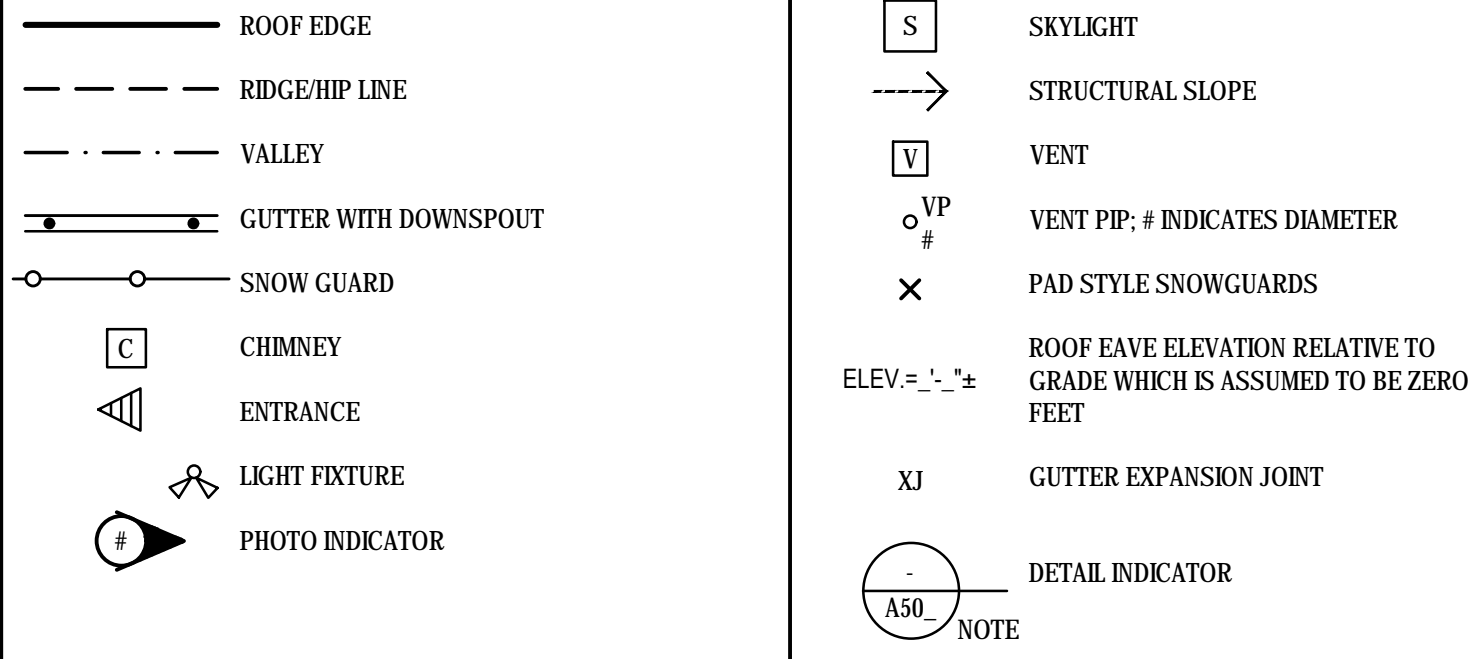 ROOF EDGE
RIDGE/HIP LINE
VALLEY
GUTTER WITH DOWNSPOUT
SNOW GUARD
C CHIMNEY
ENTRANCE
LIGHT FIXTURE
# PHOTO INDICATOR
S SKYLIGHT
STRUCTURAL SLOPE
V VENT
VP
# VENT PIP; # INDICATES DIAMETER
PAD STYLE SNOWGUARDS
ELEV.=_'-_"± ROOF EAVE ELEVATION RELATIVE TO
GRADE WHICH IS ASSUMED TO BE ZERO
FEET
XJ GUTTER EXPANSION JOINT
- DETAIL INDICATOR
A50_
NOTE